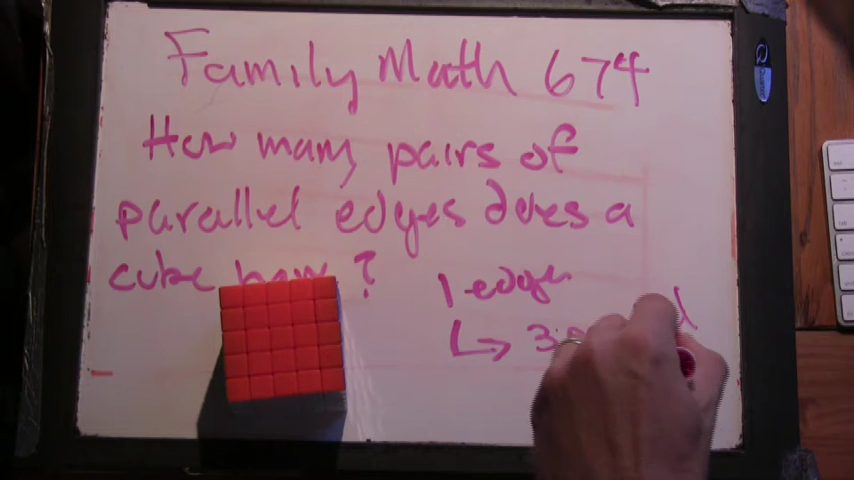 Family Math 674
How many pairs of
parallel edges does a
cube have ?
1 edge
↳ 3